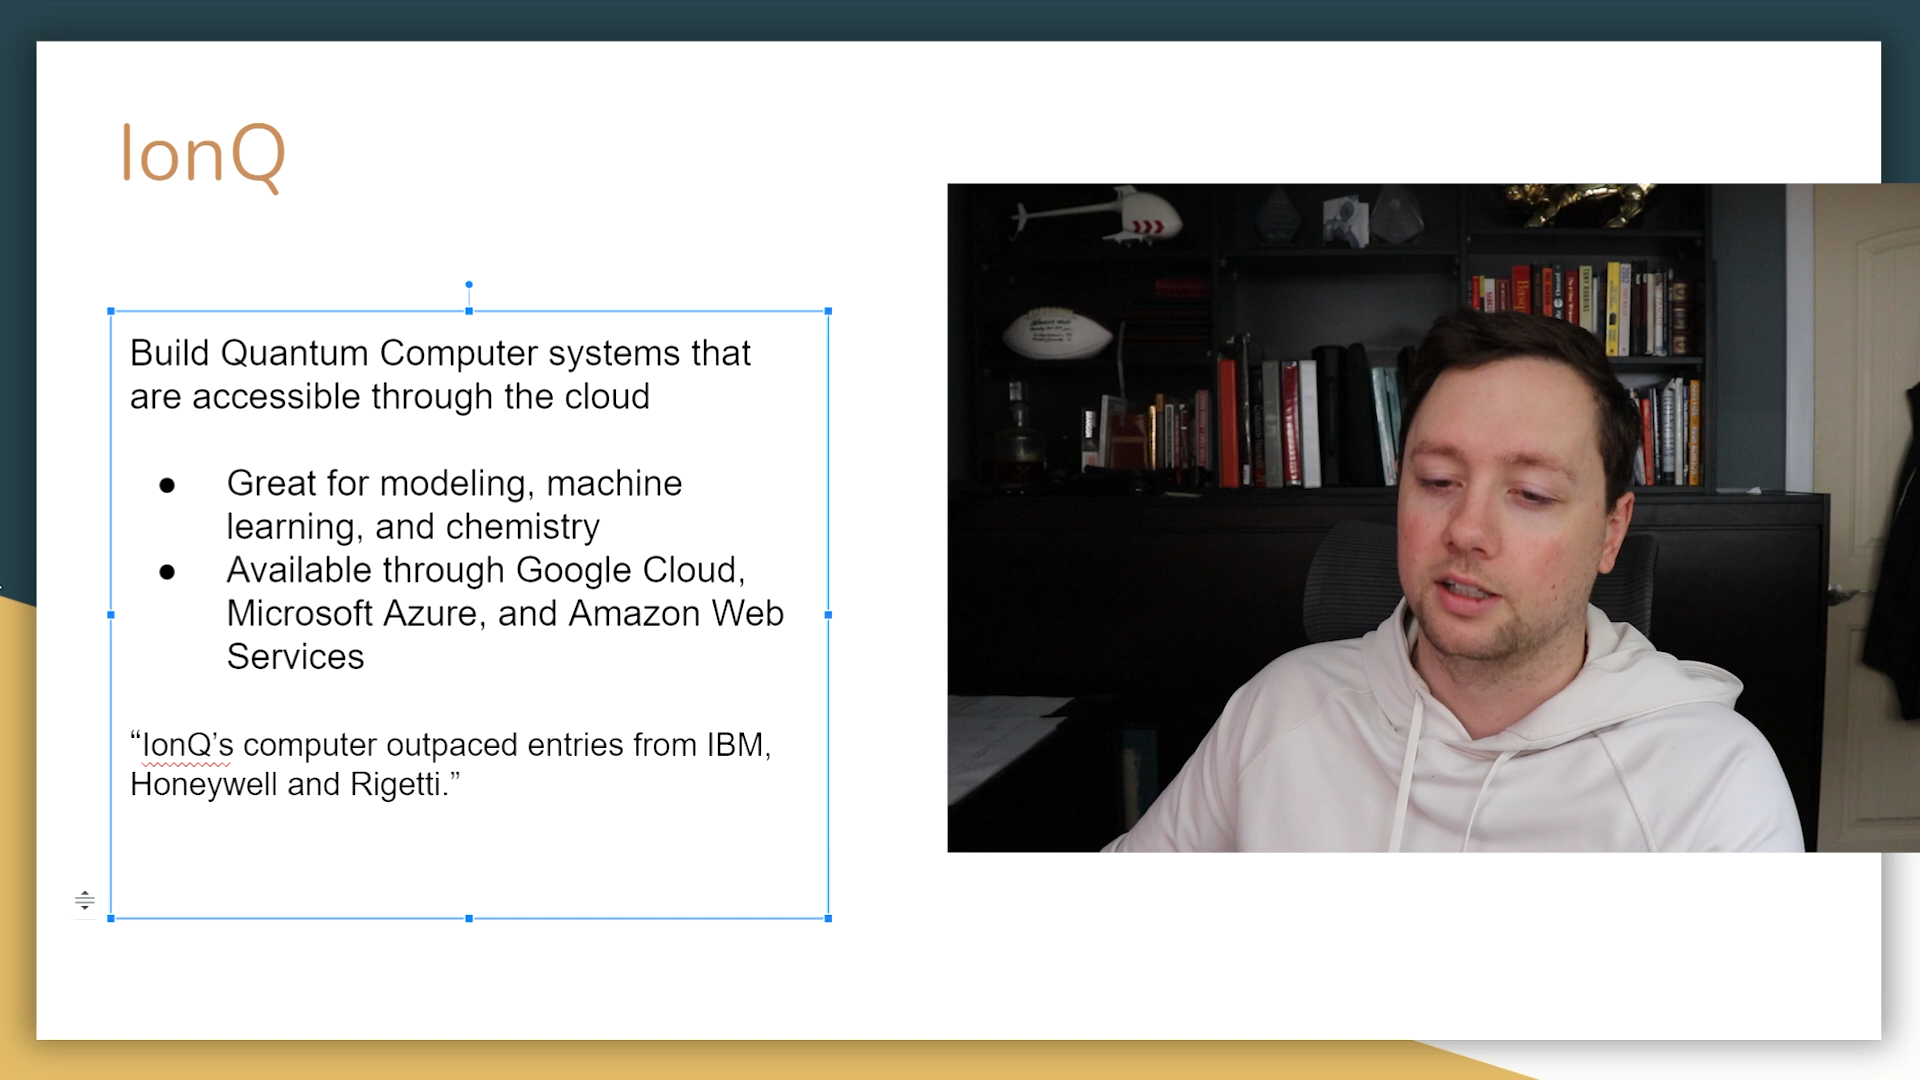 IonQ
Build Quantum Computer systems that
are accessible through the cloud
● Great for modeling, machine
learning, and chemistry
● Available through Google Cloud,
Microsoft Azure, and Amazon Web
Services
“IonQ’s computer outpaced entries from IBM,
Honeywell and Rigetti.”